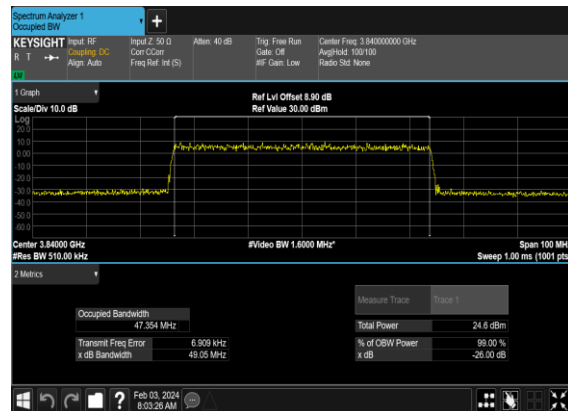 Spectrum Analyzer 1
Occupied BW
+
KEYSIGHT
R T
LXI
Input: RF
Coupling: DC
Align: Auto
Input Z: 50 Ω
Corr CCorr
Freq Ref: Int (S)
Atten: 40 dB
Trig: Free Run
Gate: Off
#IF Gain: Low
Center Freq: 3.840000000 GHz
Avg|Hold: 100/100
Radio Std: None
1 Graph
Scale/Div 10.0 dB
Ref Lvl Offset 8.90 dB
Ref Value 30.00 dBm
Log
20.0
10.0
0.00
-10.0
-20.0
-30.0
-40.0
-50.0
-60.0
Center 3.84000 GHz
#Res BW 510.00 kHz
#Video BW 1.6000 MHz*
Span 100 MH
Sweep 1.00 ms (1001 pts
2 Metrics
Measure Trace Trace 1
Occupied Bandwidth
47.354 MHz
Total Power 24.6 dBm
Transmit Freq Error 6.909 kHz
% of OBW Power 99.00 %
x dB Bandwidth 49.05 MHz
x dB -26.00 dB
?
Feb 03, 2024
8:03:26 AM